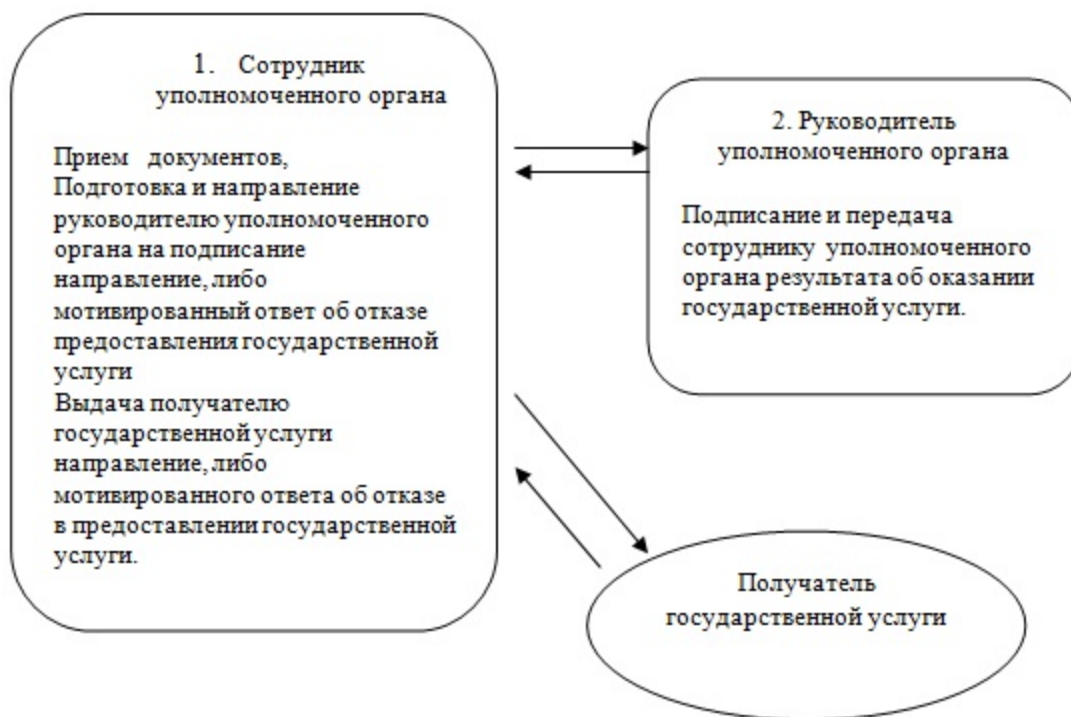 1. Сотрудник
уполномоченного органа
Прием документов,
Подготовка и направление
руководителю уполномоченного
органа на подписание
направление, либо
мотивированный ответ об отказе
предоставления государственной
услуги
Выдача получателю
государственной услуги
направление, либо
мотивированного ответа об отказе
в предоставлении государственной
услуги.
2. Руководитель
уполномоченного органа
Подписание и передача
сотруднику уполномоченного
органа результата об оказании
государственной услуги.
Получатель
государственной услуги